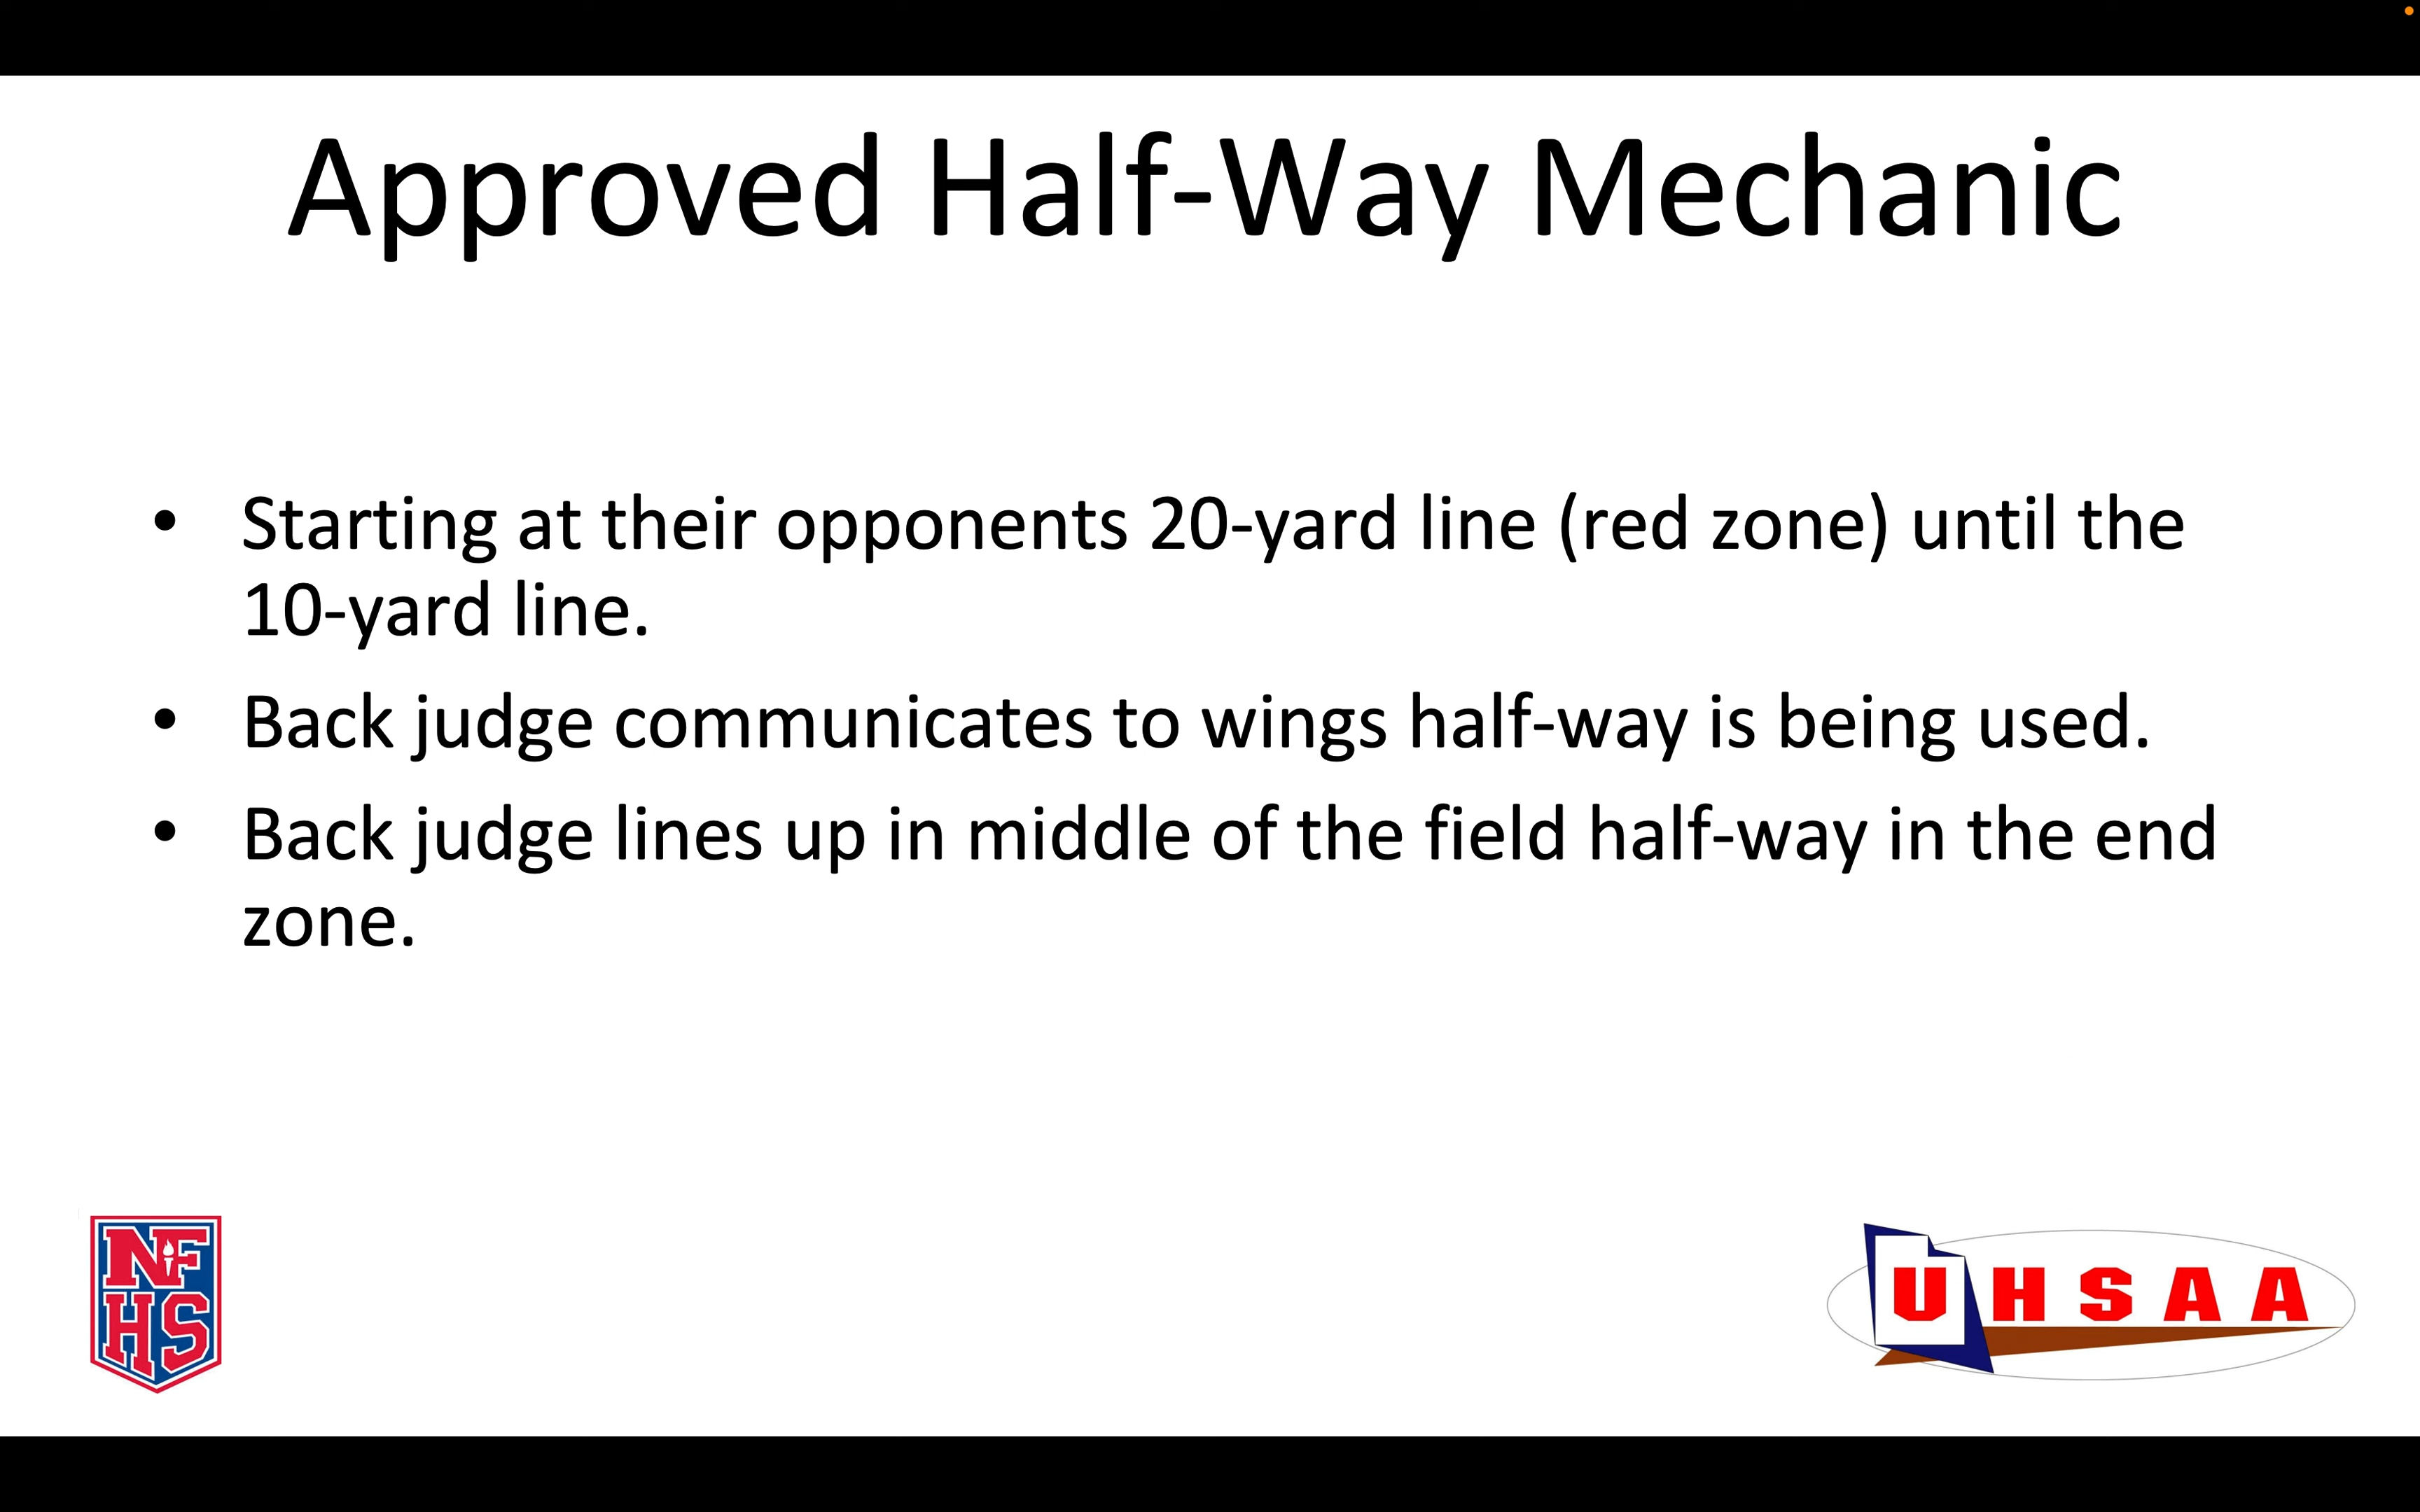 Approved Half-Way Mechanic
• Starting at their opponents 20-yard line (red zone) until the
10-yard line.
• Back judge communicates to wings half-way is being used.
• Back judge lines up in middle of the field half-way in the end
zone.
NF
HS
UHSAA